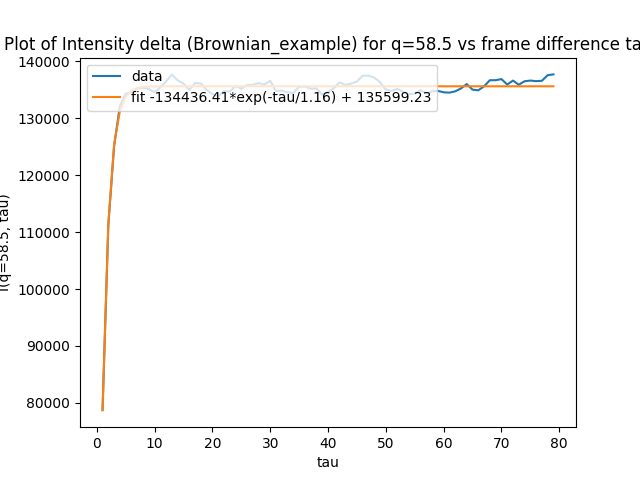 Plot of Intensity delta (Brownian_example) for q=58.5 vs frame difference ta
data
fit -134436.41*exp(-tau/1.16) + 135599.23
140000
130000
120000
110000
100000
90000
80000
I(q=58.5, tau)
0 10 20 30 40 50 60 70 80
tau